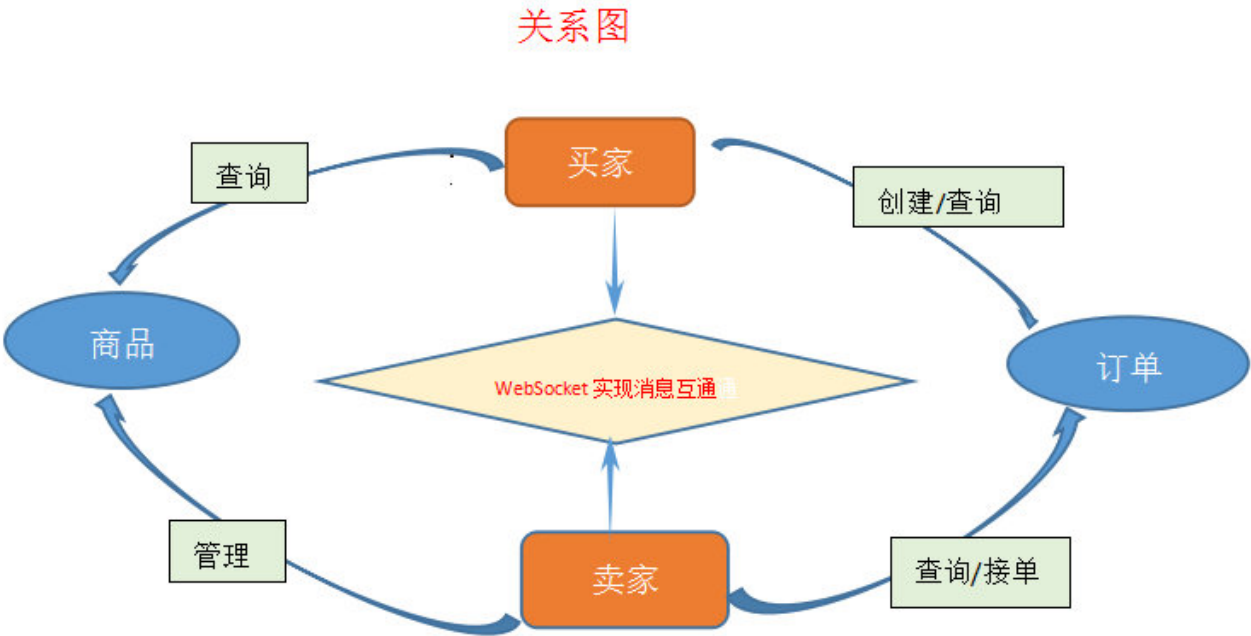 关系图
买家
查询
创建/查询
商品
WebSocket 实现消息互通
订单
管理
卖家
查询/接单